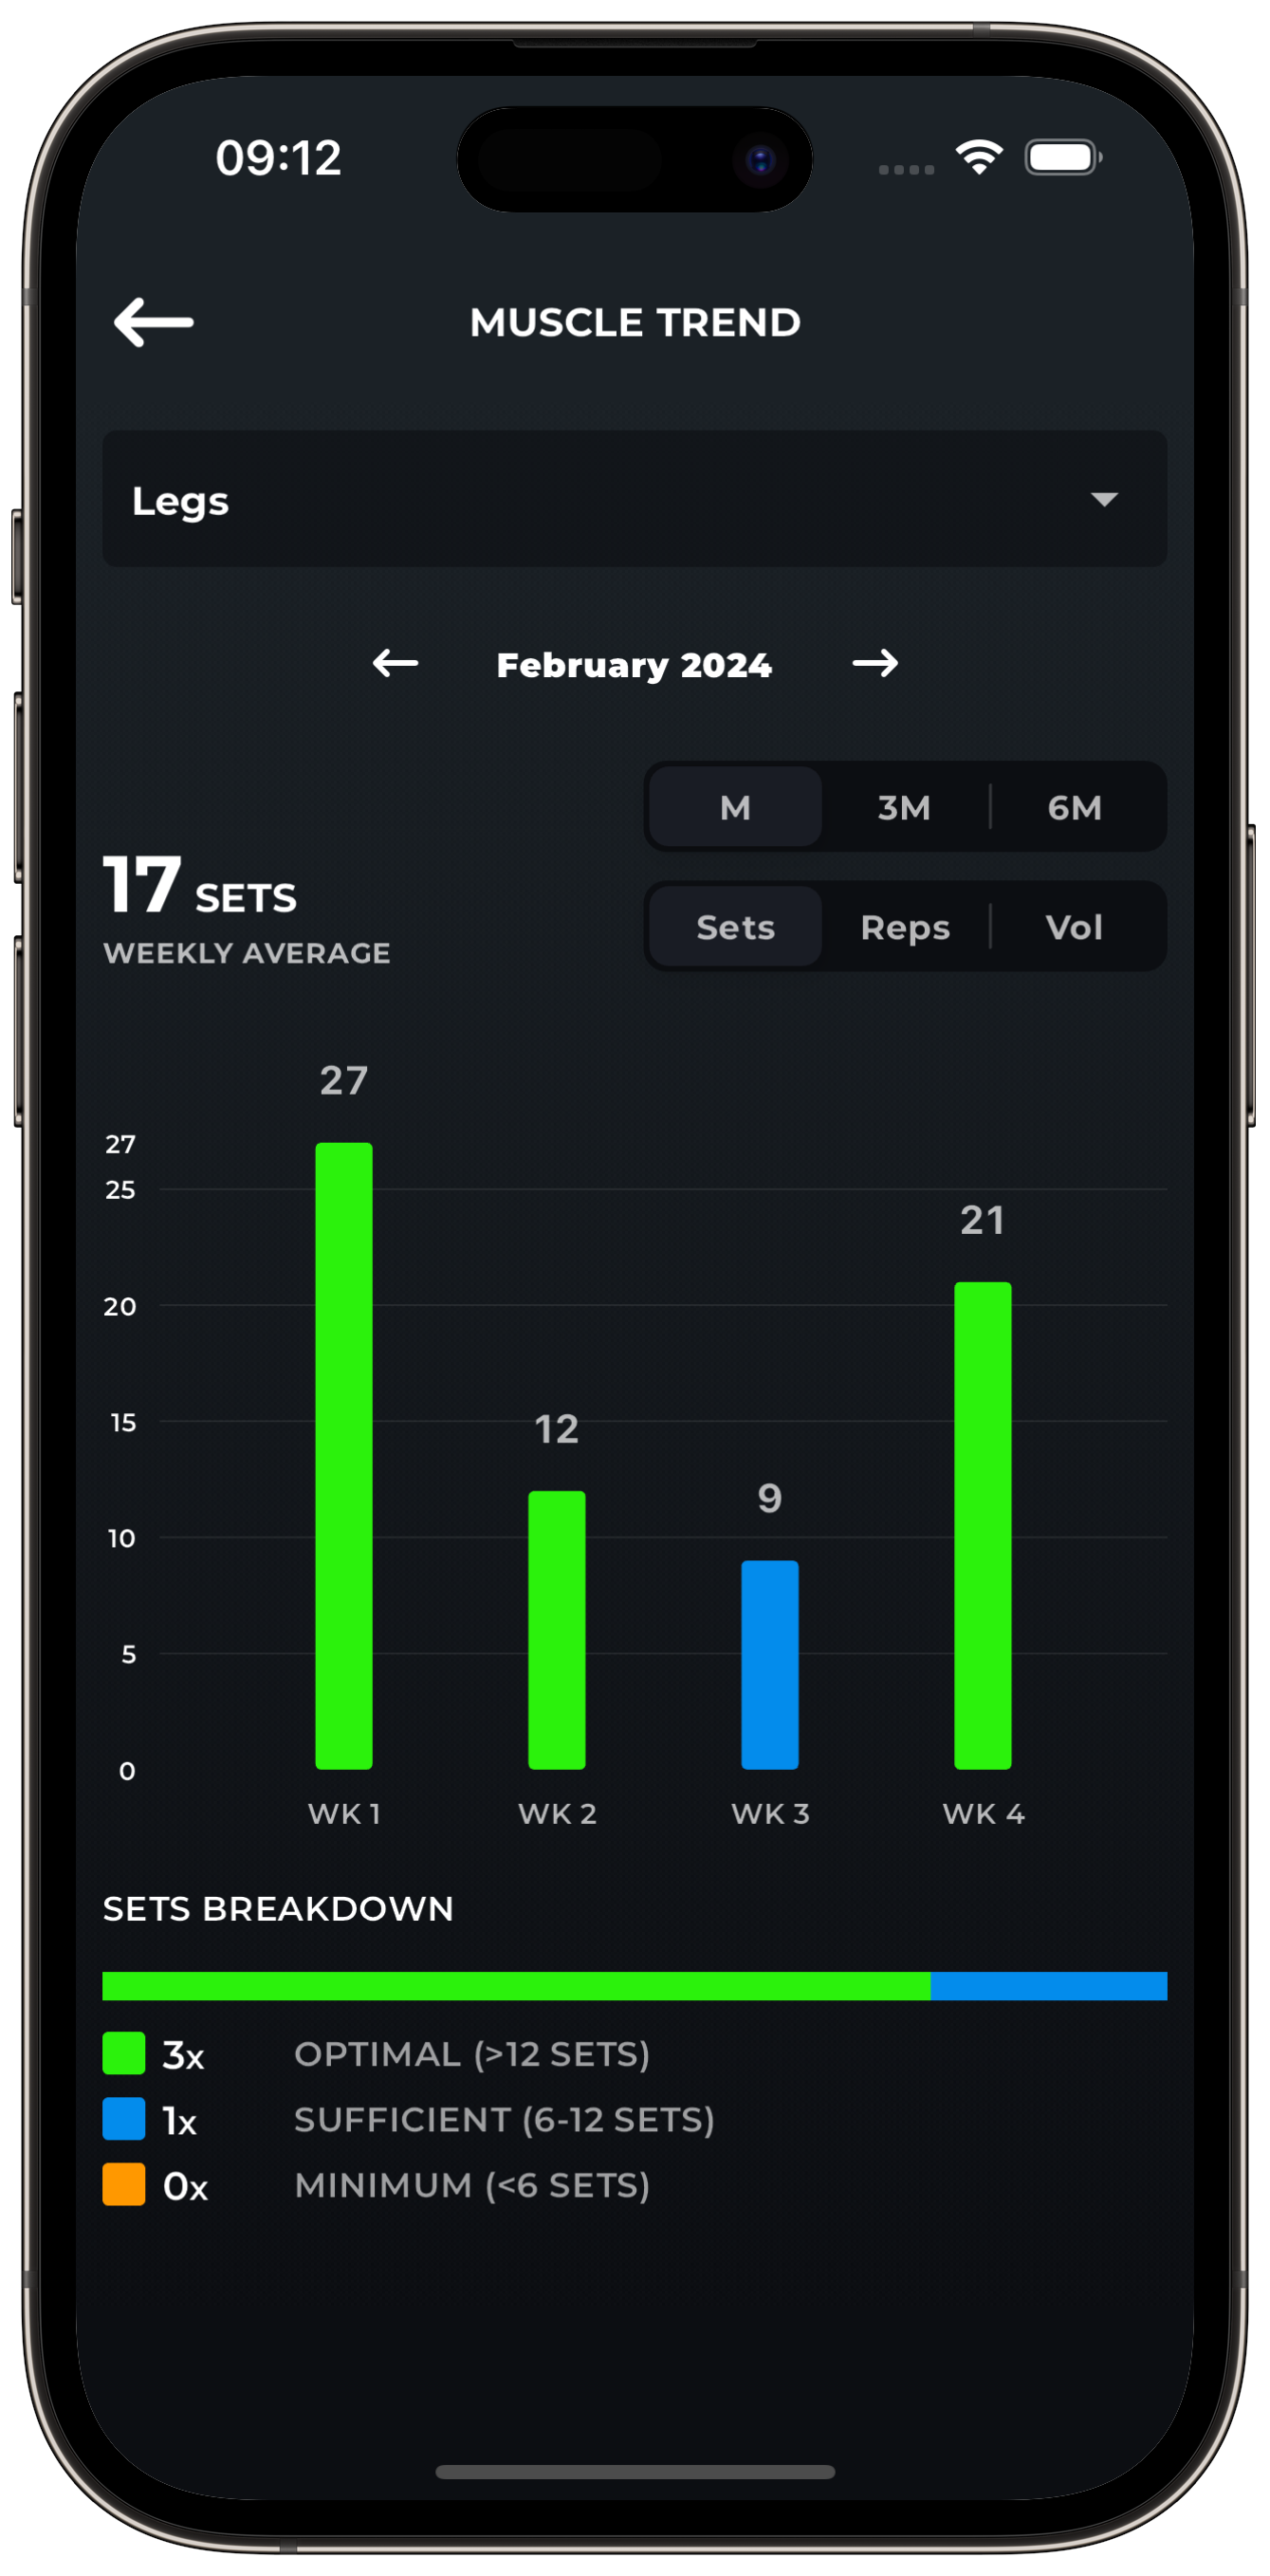 09:12
MUSCLE TREND
Legs
February 2024
M 3M 6M
17 SETS
WEEKLY AVERAGE
Sets Reps Vol
27
27
25
21
20
15
12
10
9
5
0
WK 1 WK 2 WK 3 WK 4
SETS BREAKDOWN
3x OPTIMAL (>12 SETS)
1x SUFFICIENT (6-12 SETS)
0x MINIMUM (<6 SETS)